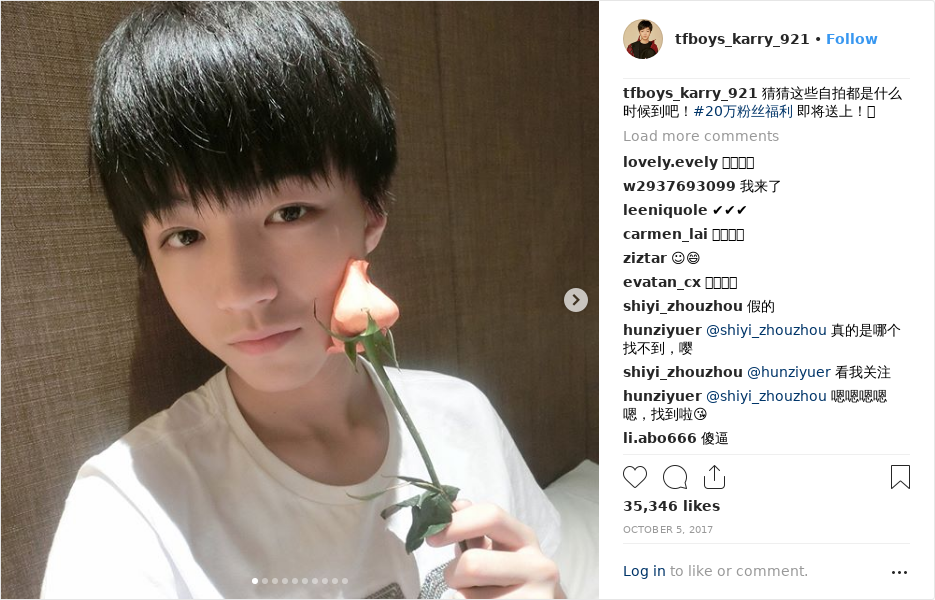 tfboys_karry_921 • Follow
tfboys_karry_921 猜猜这些自拍都是什么
时候到吧！#20万粉丝福利 即将送上！
Load more comments
lovely.evely
w2937693099 我来了
leeniquole ✔✔✔
carmen_lai
ziztar ☺😄
evatan_cx
shiyi_zhouzhou 假的
hunziyuer @shiyi_zhouzhou 真的是哪个
找不到，嘤
shiyi_zhouzhou @hunziyuer 看我关注
hunziyuer @shiyi_zhouzhou 嗯嗯嗯嗯
嗯，找到啦😘
li.abo666 傻逼
35,346 likes
OCTOBER 5, 2017
Log in to like or comment.